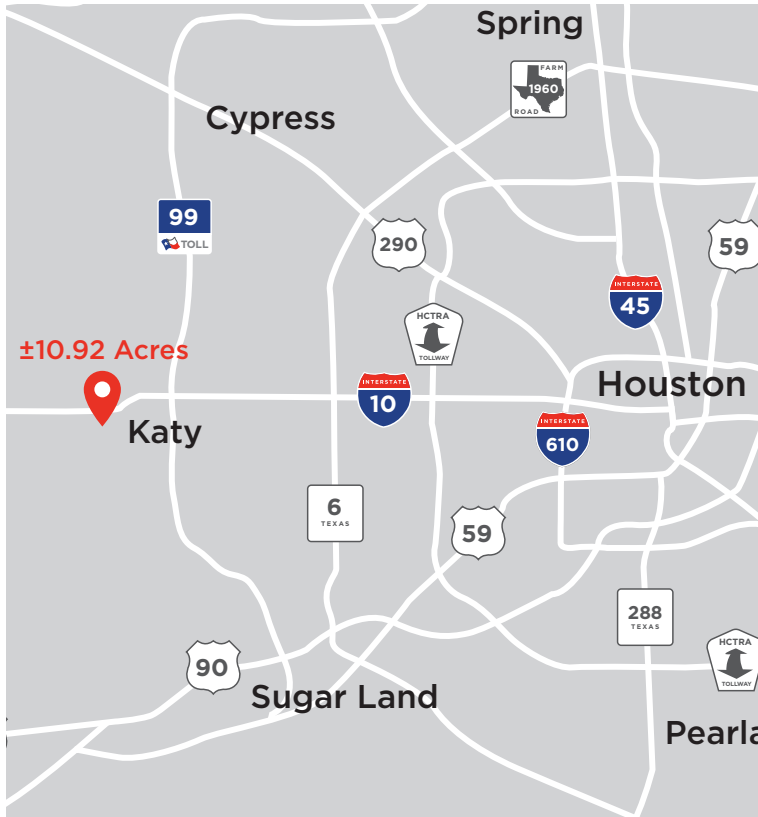 Spring
FARM
1960
ROAD
Cypress
99
TOLL
290
59
INTERSTATE
45
HCTRA
TOLLWAY
±10.92 Acres
INTERSTATE
10
Houston
Katy
INTERSTATE
610
6
TEXAS
59
288
TEXAS
90
HCTRA
TOLLWAY
Sugar Land
Pearla